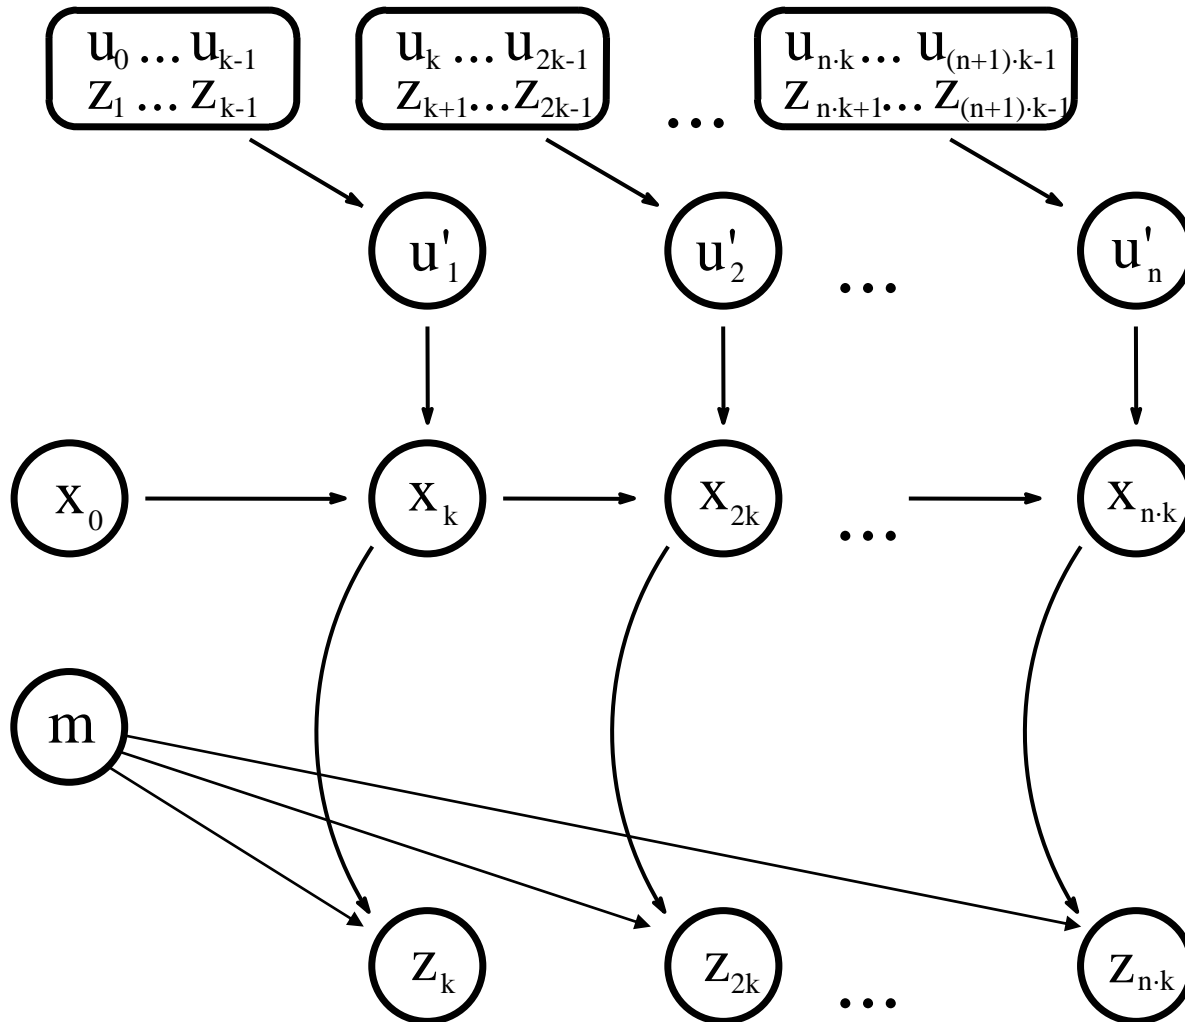 u₀ ... uₖ₋₁
z₁ ... zₖ₋₁
uₖ ... u₂ₖ₋₁
zₖ₊₁...z₂ₖ₋₁
...
uₙ.ₖ... u₍ₙ₊₁₎.ₖ₋₁
zₙ.ₖ₊₁... z₍ₙ₊₁₎.ₖ₋₁
u'₁
u'₂
...
u'ₙ
x₀
xₖ
x₂ₖ
...
xₙ.ₖ
m
zₖ
z₂ₖ
...
zₙ.ₖ